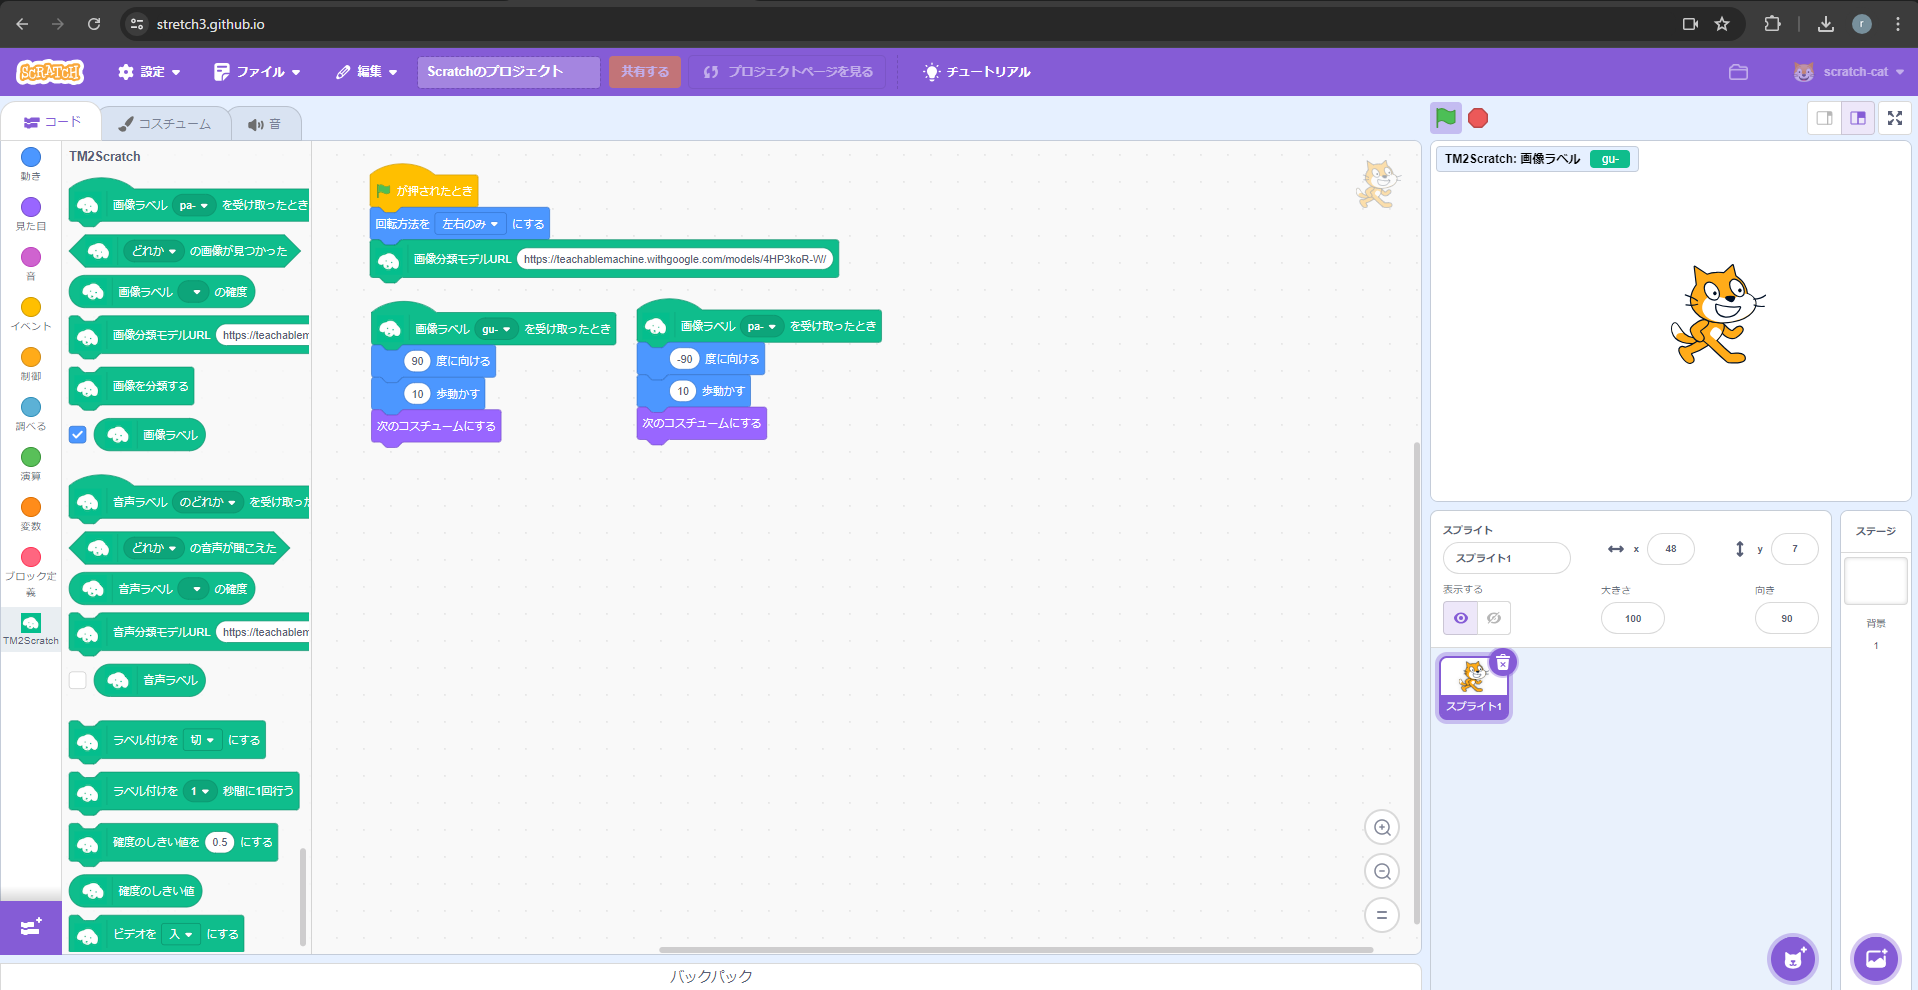 stretch3.github.io
r
SCRATCH
設定
ファイル
編集
Scratchのプロジェクト
共有する
プロジェクトページを見る
チュートリアル
scratch-cat
コード
コスチューム
音
動き
見た目
音
イベント
制御
調べる
演算
変数
ブロック定
義
TM2Scratch
TM2Scratch
画像ラベル pa- を受け取ったとき
どれか の画像が見つかった
画像ラベル の確度
画像分類モデルURL https://teachablem
画像を分類する
画像ラベル
音声ラベル のどれか を受け取った
どれか の音声が聞こえた
音声ラベル の確度
音声分類モデルURL https://teachablem
音声ラベル
ラベル付けを 切 にする
ラベル付けを 1 秒間に1回行う
確度のしきい値を 0.5 にする
確度のしきい値
ビデオを 入 にする
が押されたとき
回転方法を 左右のみ にする
画像分類モデルURL https://teachablemachine.withgoogle.com/models/4HP3koR-W/
画像ラベル gu- を受け取ったとき
90 度に向ける
10 歩動かす
次のコスチュームにする
画像ラベル pa- を受け取ったとき
-90 度に向ける
10 歩動かす
次のコスチュームにする
バックパック
TM2Scratch: 画像ラベル gu-
スプライト
スプライト1
x 48
y 7
表示する
大きさ
100
向き
90
スプライト1
ステージ
背景
1